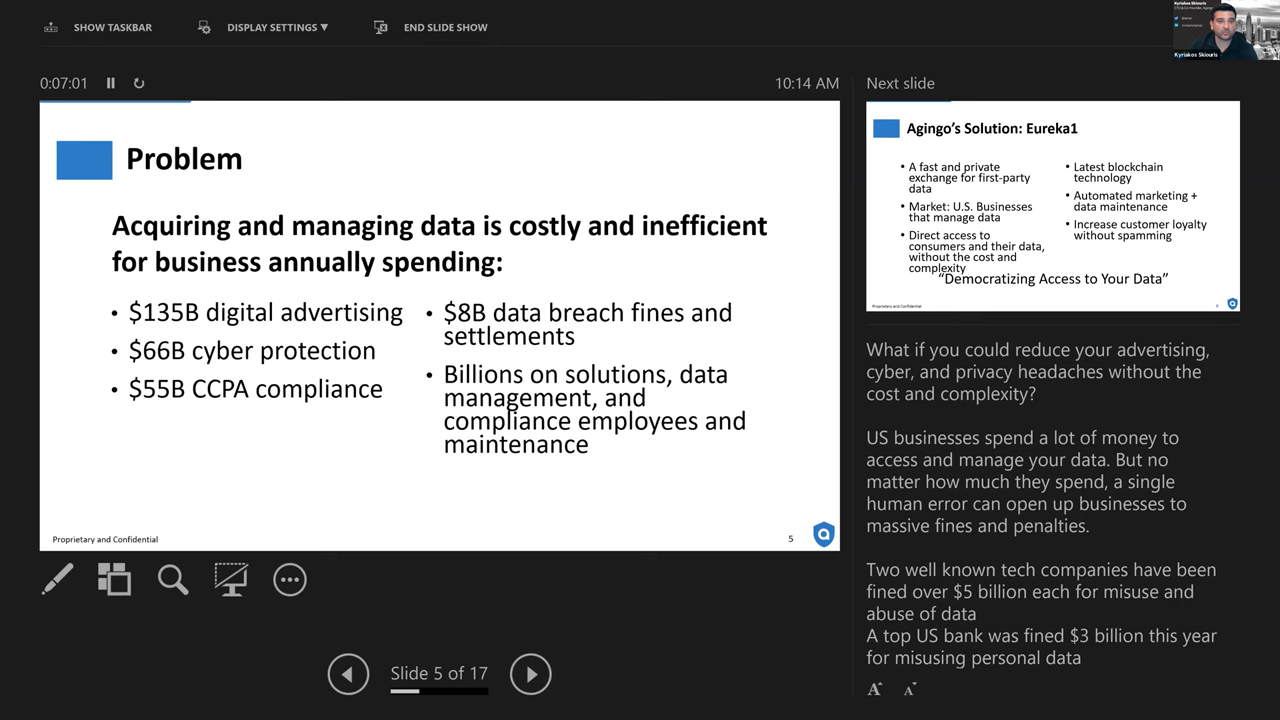 SHOW TASKBAR
DISPLAY SETTINGS ▼
END SLIDE SHOW
Kyriakos Skiouris
Kyriakos Skiouris
0:07:01
10:14 AM
Problem
Acquiring and managing data is costly and inefficient
for business annually spending:
• $135B digital advertising
• $66B cyber protection
• $55B CCPA compliance
• $8B data breach fines and
settlements
• Billions on solutions, data
management, and
compliance employees and
maintenance
Proprietary and Confidential
5
Slide 5 of 17
Next slide
Agingo’s Solution: Eureka1
• A fast and private
exchange for first-party
data
• Market: U.S. Businesses
that manage data
• Direct access to
consumers and their data,
without the cost and
complexity
• Latest blockchain
technology
• Automated marketing +
data maintenance
• Increase customer loyalty
without spamming
“Democratizing Access to Your Data”
Proprietary and Confidential
What if you could reduce your advertising,
cyber, and privacy headaches without the
cost and complexity?
US businesses spend a lot of money to
access and manage your data. But no
matter how much they spend, a single
human error can open up businesses to
massive fines and penalties.
Two well known tech companies have been
fined over $5 billion each for misuse and
abuse of data
A top US bank was fined $3 billion this year
for misusing personal data
A A